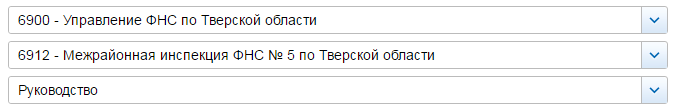 6900 - Управление ФНС по Тверской области
6912 - Межрайонная инспекция ФНС № 5 по Тверской области
Руководство